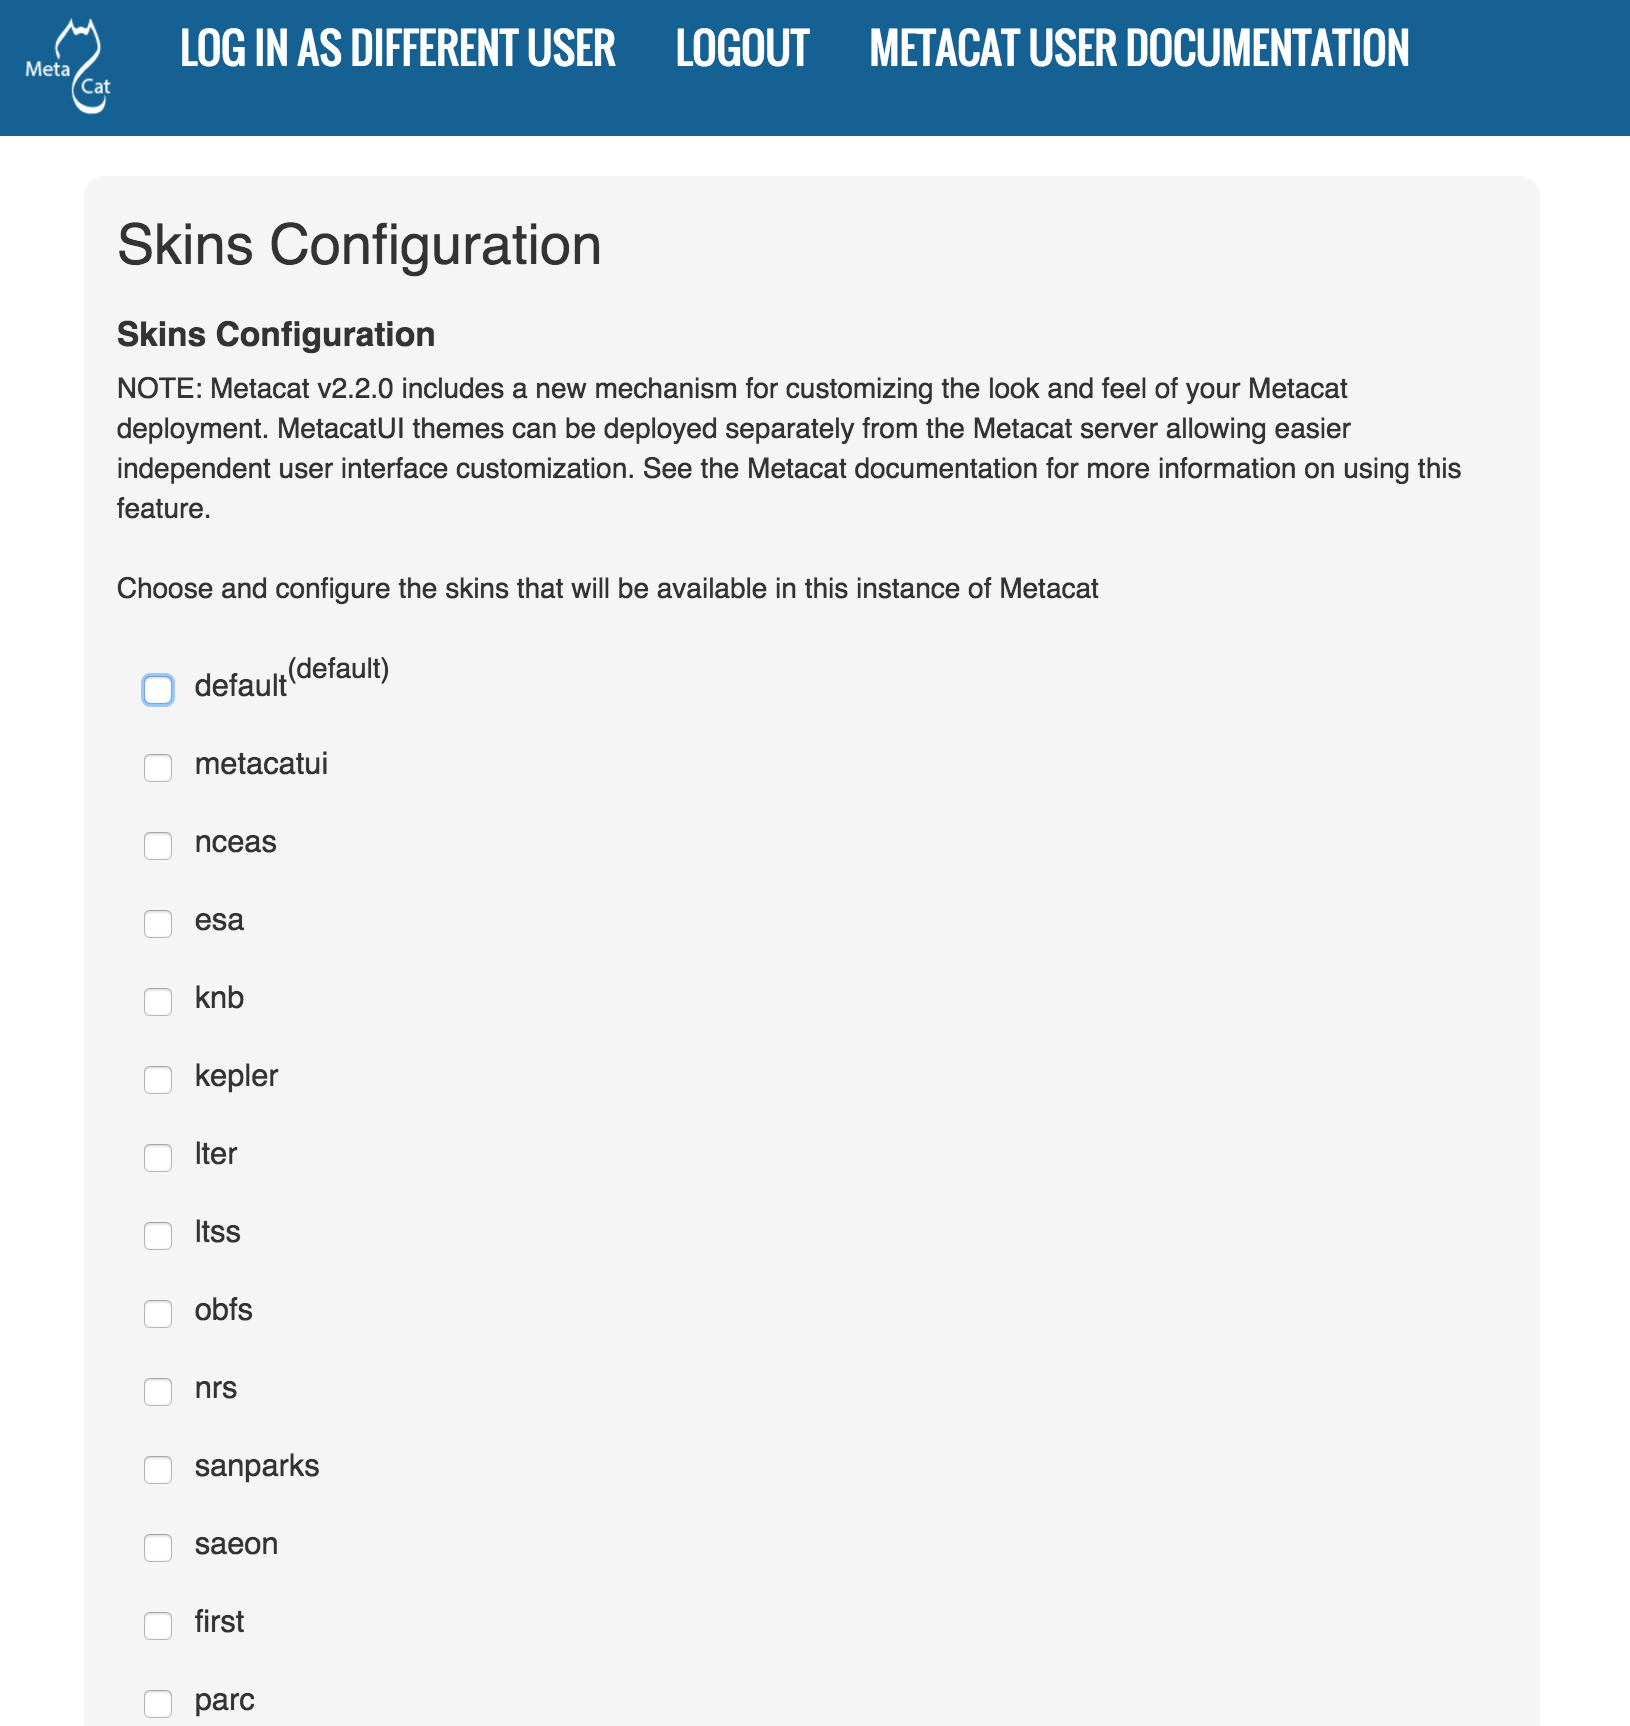 Meta
Cat
LOG IN AS DIFFERENT USER LOGOUT METACAT USER DOCUMENTATION
Skins Configuration
Skins Configuration
NOTE: Metacat v2.2.0 includes a new mechanism for customizing the look and feel of your Metacat
deployment. MetacatUI themes can be deployed separately from the Metacat server allowing easier
independent user interface customization. See the Metacat documentation for more information on using this
feature.
Choose and configure the skins that will be available in this instance of Metacat
default(default)
metacatui
nceas
esa
knb
kepler
lter
ltss
obfs
nrs
sanparks
saeon
first
parc